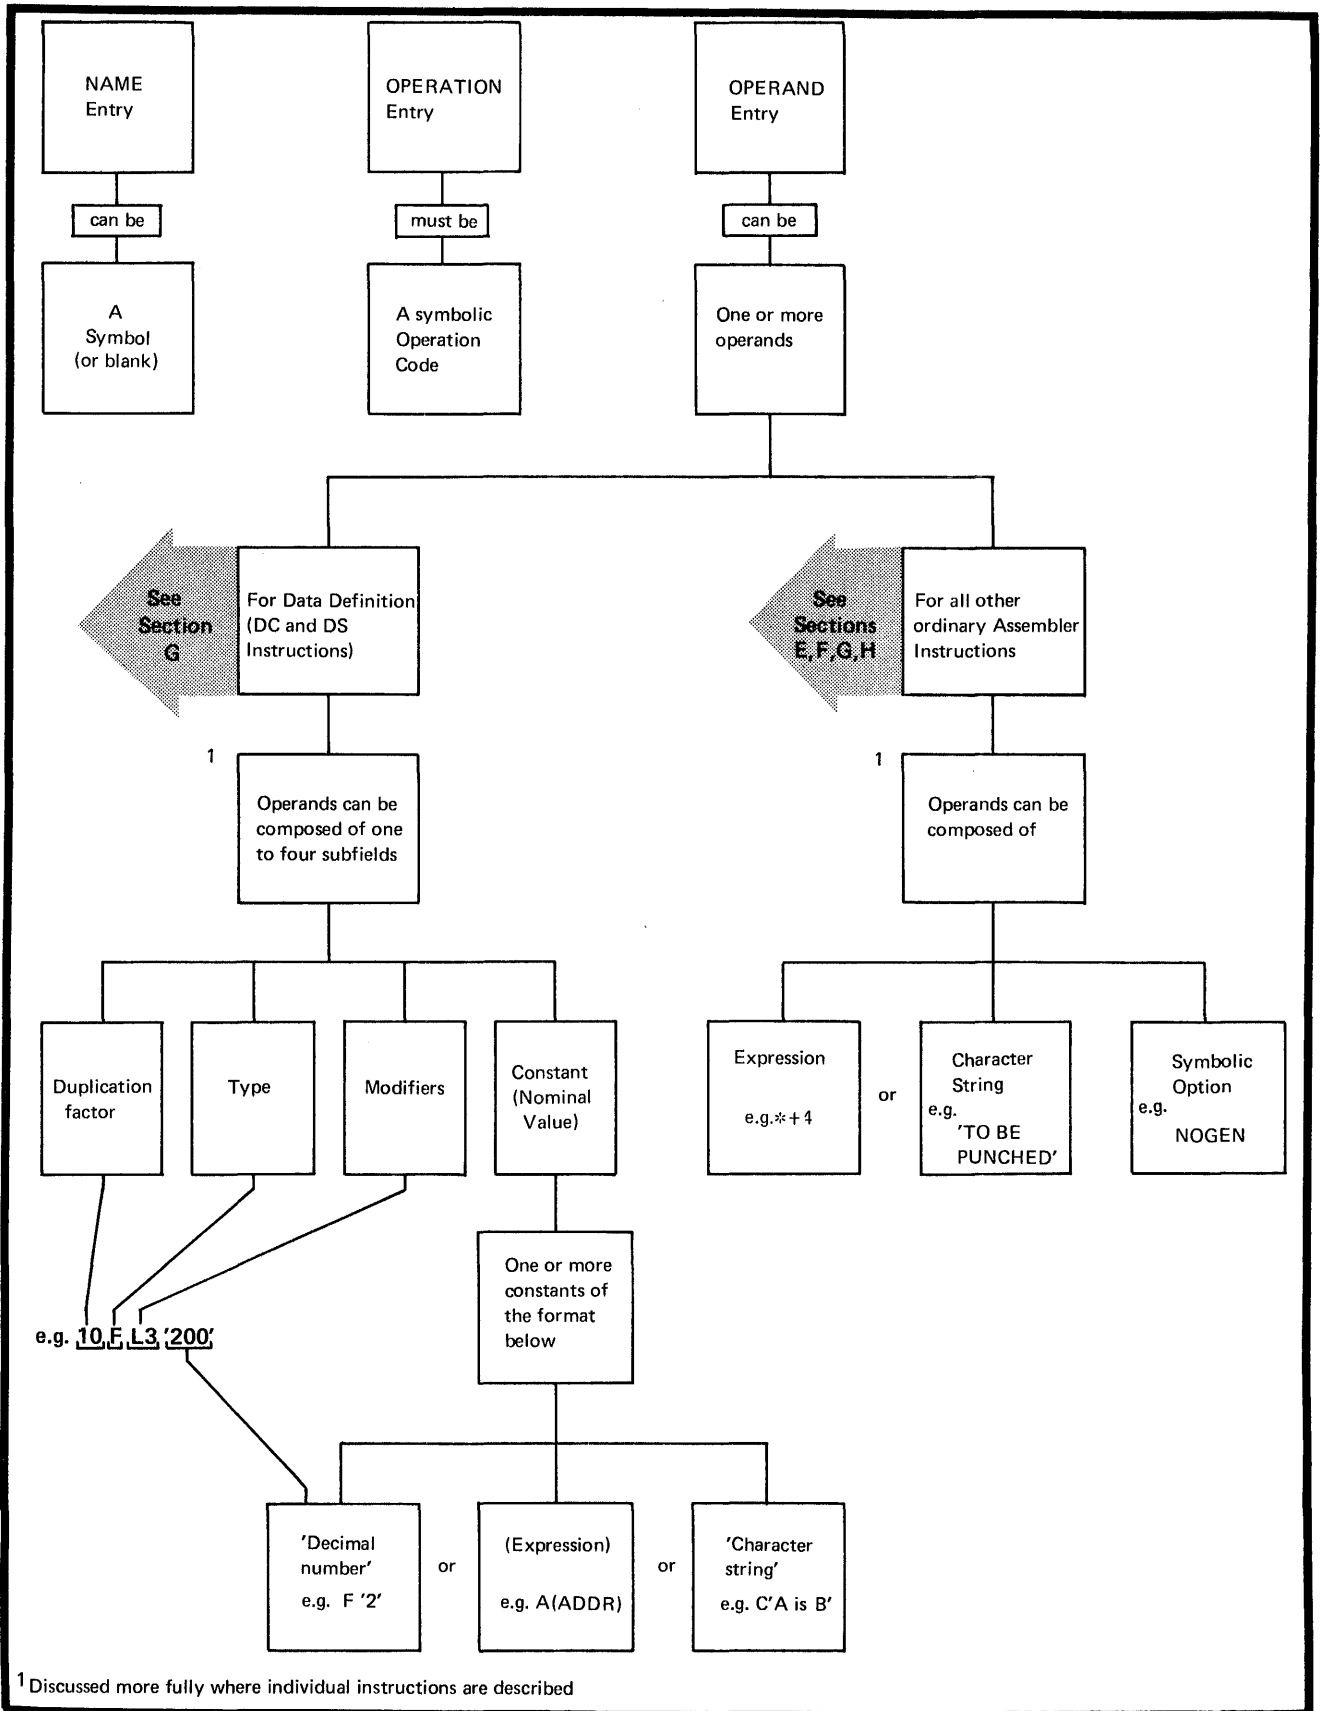 NAME
Entry
OPERATION
Entry
OPERAND
Entry
can be
must be
can be
A
Symbol
(or blank)
A symbolic
Operation
Code
One or more
operands
See
Section
G
For Data Definition
(DC and DS
Instructions)
See
Sections
E,F,G,H
For all other
ordinary Assembler
Instructions
1
Operands can be
composed of one
to four subfields
1
Operands can be
composed of
Duplication
factor
Type
Modifiers
Constant
(Nominal
Value)
Expression
e.g.*+4
or
Character
String
e.g.
'TO BE
PUNCHED'
Symbolic
Option
e.g.
NOGEN
One or more
constants of
the format
below
e.g. 10 F L3 '200'
'Decimal
number'
e.g. F '2'
or
(Expression)
e.g. A(ADDR)
or
'Character
string'
e.g. C'A is B'
1 Discussed more fully where individual instructions are described